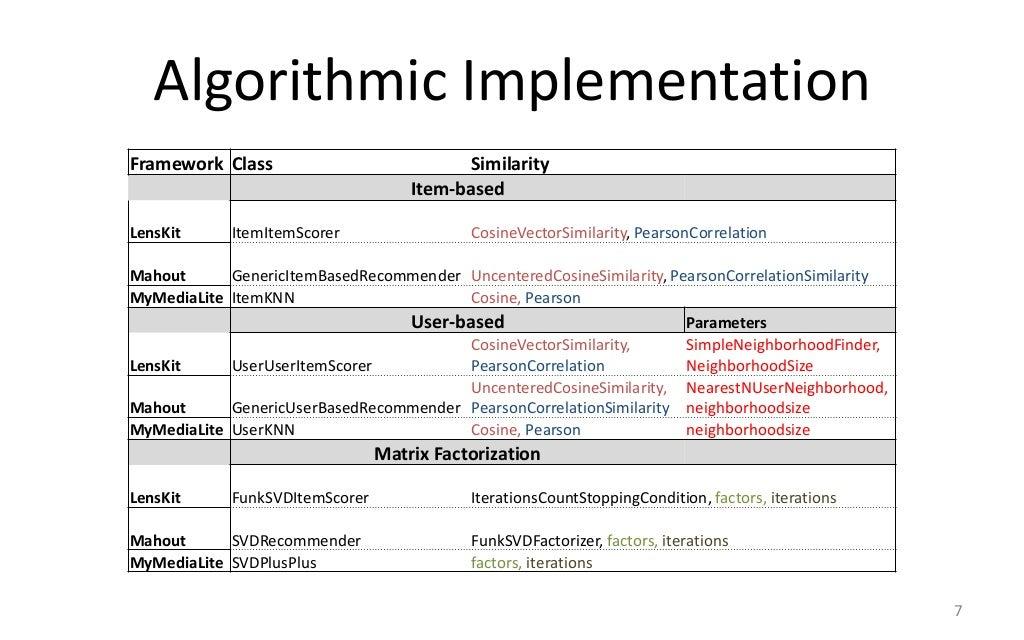 Algorithmic Implementation
Framework Class Similarity
Item-based
LensKit ItemItemScorer CosineVectorSimilarity, PearsonCorrelation
Mahout GenericItemBasedRecommender UncenteredCosineSimilarity, PearsonCorrelationSimilarity
MyMediaLite ItemKNN Cosine, Pearson
User-based Parameters
CosineVectorSimilarity, SimpleNeighborhoodFinder,
LensKit UserUserItemScorer PearsonCorrelation NeighborhoodSize
UncenteredCosineSimilarity, NearestNUserNeighborhood,
Mahout GenericUserBasedRecommender PearsonCorrelationSimilarity neighborhoodsize
MyMediaLite UserKNN Cosine, Pearson neighborhoodsize
Matrix Factorization
LensKit FunkSVDItemScorer IterationsCountStoppingCondition, factors, iterations
Mahout SVDRecommender FunkSVDFactorizer, factors, iterations
MyMediaLite SVDPlusPlus factors, iterations
7